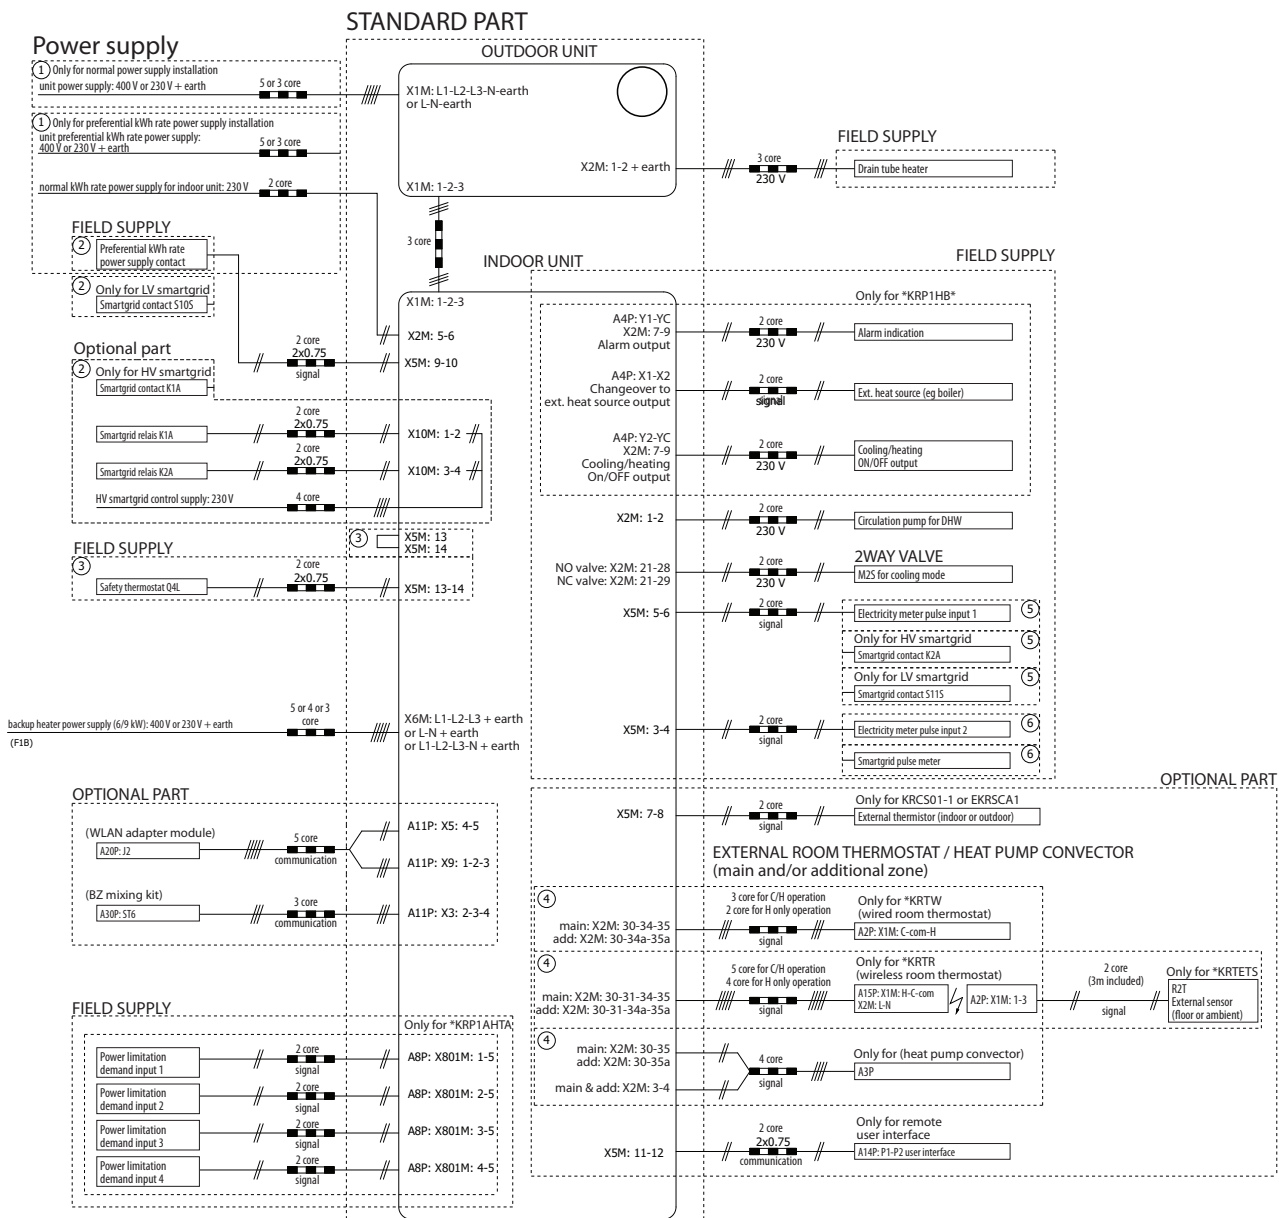 STANDARD PART
Power supply
1 Only for normal power supply installation
unit power supply: 400 V or 230 V + earth
5 or 3 core
1 Only for preferential kWh rate power supply installation
unit preferential kWh rate power supply:
400 V or 230 V + earth
5 or 3 core
normal kWh rate power supply for indoor unit: 230 V
2 core
FIELD SUPPLY
2 Preferential kWh rate
power supply contact
2 Only for LV smartgrid
Smartgrid contact S10S
2 core
2x0.75
signal
Optional part
2 Only for HV smartgrid
Smartgrid contact K1A
Smartgrid relais K1A
2 core
2x0.75
Smartgrid relais K2A
2 core
2x0.75
HV smartgrid control supply: 230 V
4 core
FIELD SUPPLY
3
Safety thermostat Q4L
2 core
2x0.75
backup heater power supply (6/9 kW): 400 V or 230 V + earth
(F1B)
5 or 4 or 3
core
OPTIONAL PART
(WLAN adapter module)
A20P: J2
5 core
communication
(BZ mixing kit)
A30P: ST6
3 core
communication
FIELD SUPPLY
Only for *KRP1AHTA
Power limitation
demand input 1
2 core
signal
A8P: X801M: 1-5
Power limitation
demand input 2
2 core
signal
A8P: X801M: 2-5
Power limitation
demand input 3
2 core
signal
A8P: X801M: 3-5
Power limitation
demand input 4
2 core
signal
A8P: X801M: 4-5
OUTDOOR UNIT
X1M: L1-L2-L3-N-earth
or L-N-earth
X2M: 1-2 + earth
X1M: 1-2-3
3 core
INDOOR UNIT
X1M: 1-2-3
X2M: 5-6
X5M: 9-10
X10M: 1-2
X10M: 3-4
3
X5M: 13
X5M: 14
X5M: 13-14
X6M: L1-L2-L3 + earth
or L-N + earth
or L1-L2-L3-N + earth
A11P: X5: 4-5
A11P: X9: 1-2-3
A11P: X3: 2-3-4
FIELD SUPPLY
3 core
230 V
Drain tube heater
FIELD SUPPLY
Only for *KRP1HB*
A4P: Y1-YC
X2M: 7-9
Alarm output
2 core
230 V
Alarm indication
A4P: X1-X2
Changeover to
ext. heat source output
2 core
signal
Ext. heat source (eg boiler)
A4P: Y2-YC
X2M: 7-9
Cooling/heating
On/OFF output
2 core
230 V
Cooling/heating
ON/OFF output
X2M: 1-2
2 core
230 V
Circulation pump for DHW
2WAY VALVE
NO valve: X2M: 21-28
NC valve: X2M: 21-29
2 core
230 V
M2S for cooling mode
X5M: 5-6
2 core
signal
Electricity meter pulse input 1
5
Only for HV smartgrid
5
Smartgrid contact K2A
Only for LV smartgrid
5
Smartgrid contact S11S
X5M: 3-4
2 core
signal
Electricity meter pulse input 2
6
Smartgrid pulse meter
6
OPTIONAL PART
X5M: 7-8
2 core
signal
Only for KRCS01-1 or EKRSCA1
External thermistor (indoor or outdoor)
EXTERNAL ROOM THERMOSTAT / HEAT PUMP CONVECTOR
(main and/or additional zone)
4
main: X2M: 30-34-35
add: X2M: 30-34a-35a
3 core for C/H operation
2 core for H only operation
signal
Only for *KRTW
(wired room thermostat)
A2P: X1M: C-com-H
4
main: X2M: 30-31-34-35
add: X2M: 30-31-34a-35a
5 core for C/H operation
4 core for H only operation
signal
Only for *KRTR
(wireless room thermostat)
A15P: X1M: H-C-com
X2M: L-N
A2P: X1M: 1-3
2 core
(3m included)
signal
Only for *KRTETS
R2T
External sensor
(floor or ambient)
4
main: X2M: 30-35
add: X2M: 30-35a
main & add: X2M: 3-4
4 core
signal
Only for (heat pump convector)
A3P
X5M: 11-12
2 core
2x0.75
communication
Only for remote
user interface
A14P: P1-P2 user interface